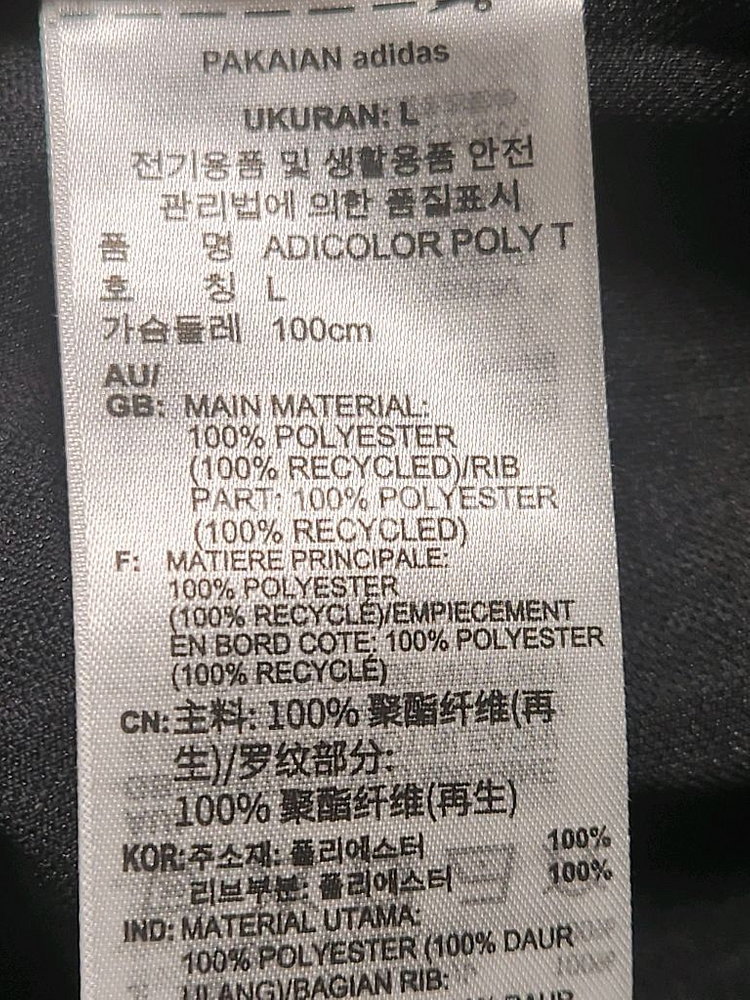 PAKAIAN adidas
UKURAN: L
전기용품 및 생활용품 안전
관리법에 의한 품질표시
품 명 ADICOLOR POLY T
호 칭 L
가슴둘레 100cm
AU/
GB: MAIN MATERIAL:
100% POLYESTER
(100% RECYCLED)/RIB
PART: 100% POLYESTER
(100% RECYCLED)
F: MATIERE PRINCIPALE:
100% POLYESTER
(100% RECYCLÉ)/EMPIECEMENT
EN BORD COTE: 100% POLYESTER
(100% RECYCLÉ)
CN: 主料: 100% 聚酯纤维(再
生)/罗纹部分:
100% 聚酯纤维(再生)
KOR: 주소재: 폴리에스터 100%
리브부분: 폴리에스터 100%
IND: MATERIAL UTAMA:
100% POLYESTER (100% DAUR
ULANG)/BAGIAN RIB: